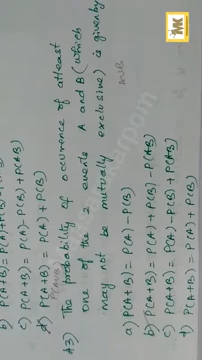 b) P(A+B) = P(A)+P(B)
c) P(A+B) = P(A)-P(B)+P(AB)
d) P(A+B) = P(A) + P(B)
43) The probability of occurence of atleast
one of the 2 events A and B (which
may not be mutually exclusive) is given by
a) P(A+B) = P(A) - P(B)
b) P(A+B) = P(A) + P(B) - P(AB)
c) P(A+B) = P(A) - P(B) + P(AB)
d) P(A+B) = P(A) + P(B)